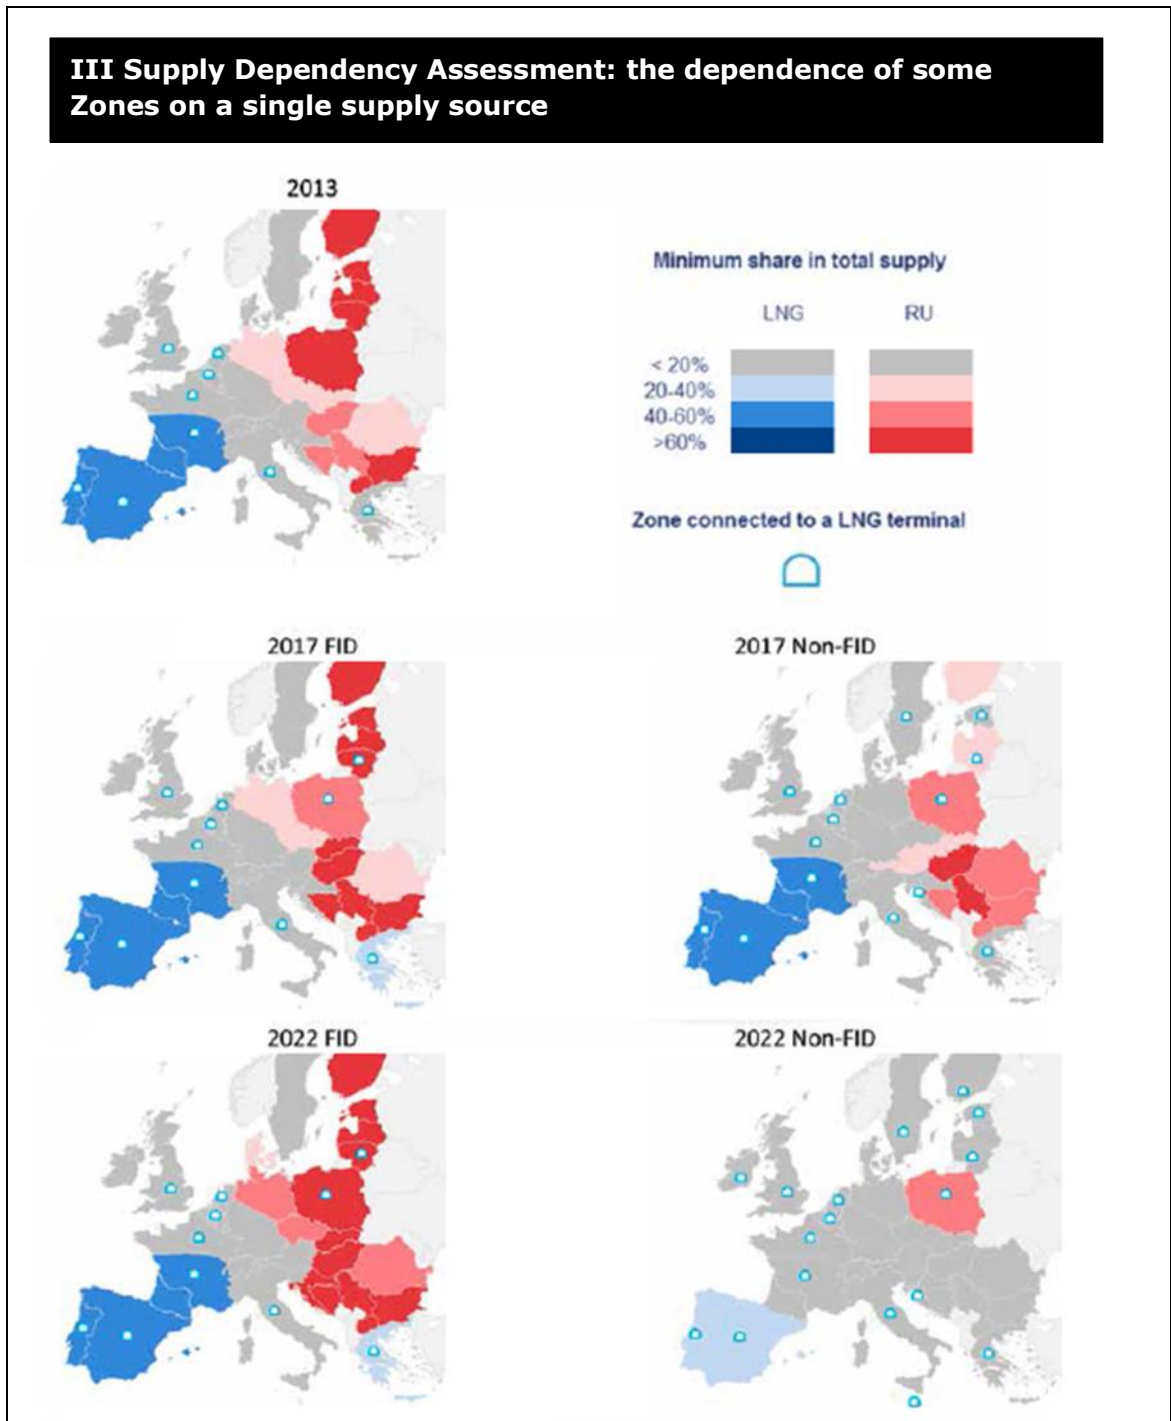 III Supply Dependency Assessment: the dependence of some
Zones on a single supply source
2013
Minimum share in total supply
LNG RU
< 20%
20-40%
40-60%
>60%
Zone connected to a LNG terminal
2017 FID
2017 Non-FID
2022 FID
2022 Non-FID